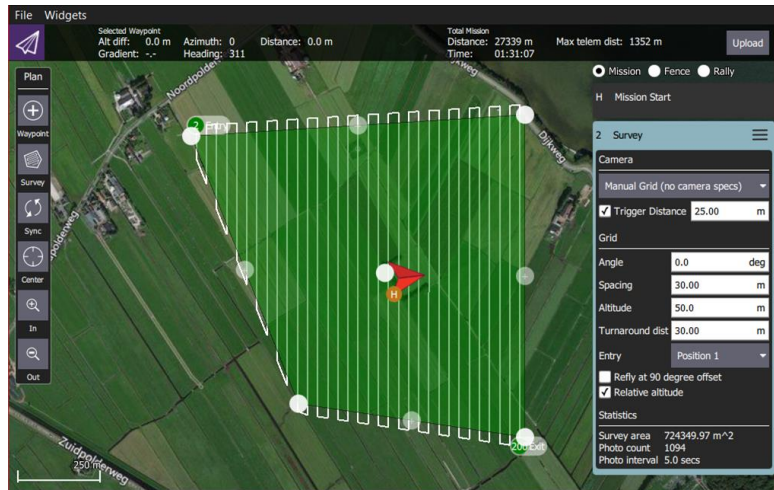 File Widgets
Selected Waypoint
Alt diff: 0.0 m Azimuth: 0 Distance: 0.0 m
Gradient: -.- Heading: 311
Total Mission
Distance: 27339 m Max telem dist: 1352 m
Time: 01:31:07
Upload
Plan
Waypoint
Survey
Sync
Center
In
Out
Noordpolderweg
Dijkweg
Dijkweg
polderweg
Zuidpolderweg
250 m
2 Entry
H
200 Exit
Mission Fence Rally
H Mission Start
2 Survey
Camera
Manual Grid (no camera specs)
Trigger Distance 25.00 m
Grid
Angle 0.0 deg
Spacing 30.00 m
Altitude 50.0 m
Turnaround dist 30.00 m
Entry Position 1
Refly at 90 degree offset
Relative altitude
Statistics
Survey area 724349.97 m^2
Photo count 1094
Photo interval 5.0 secs